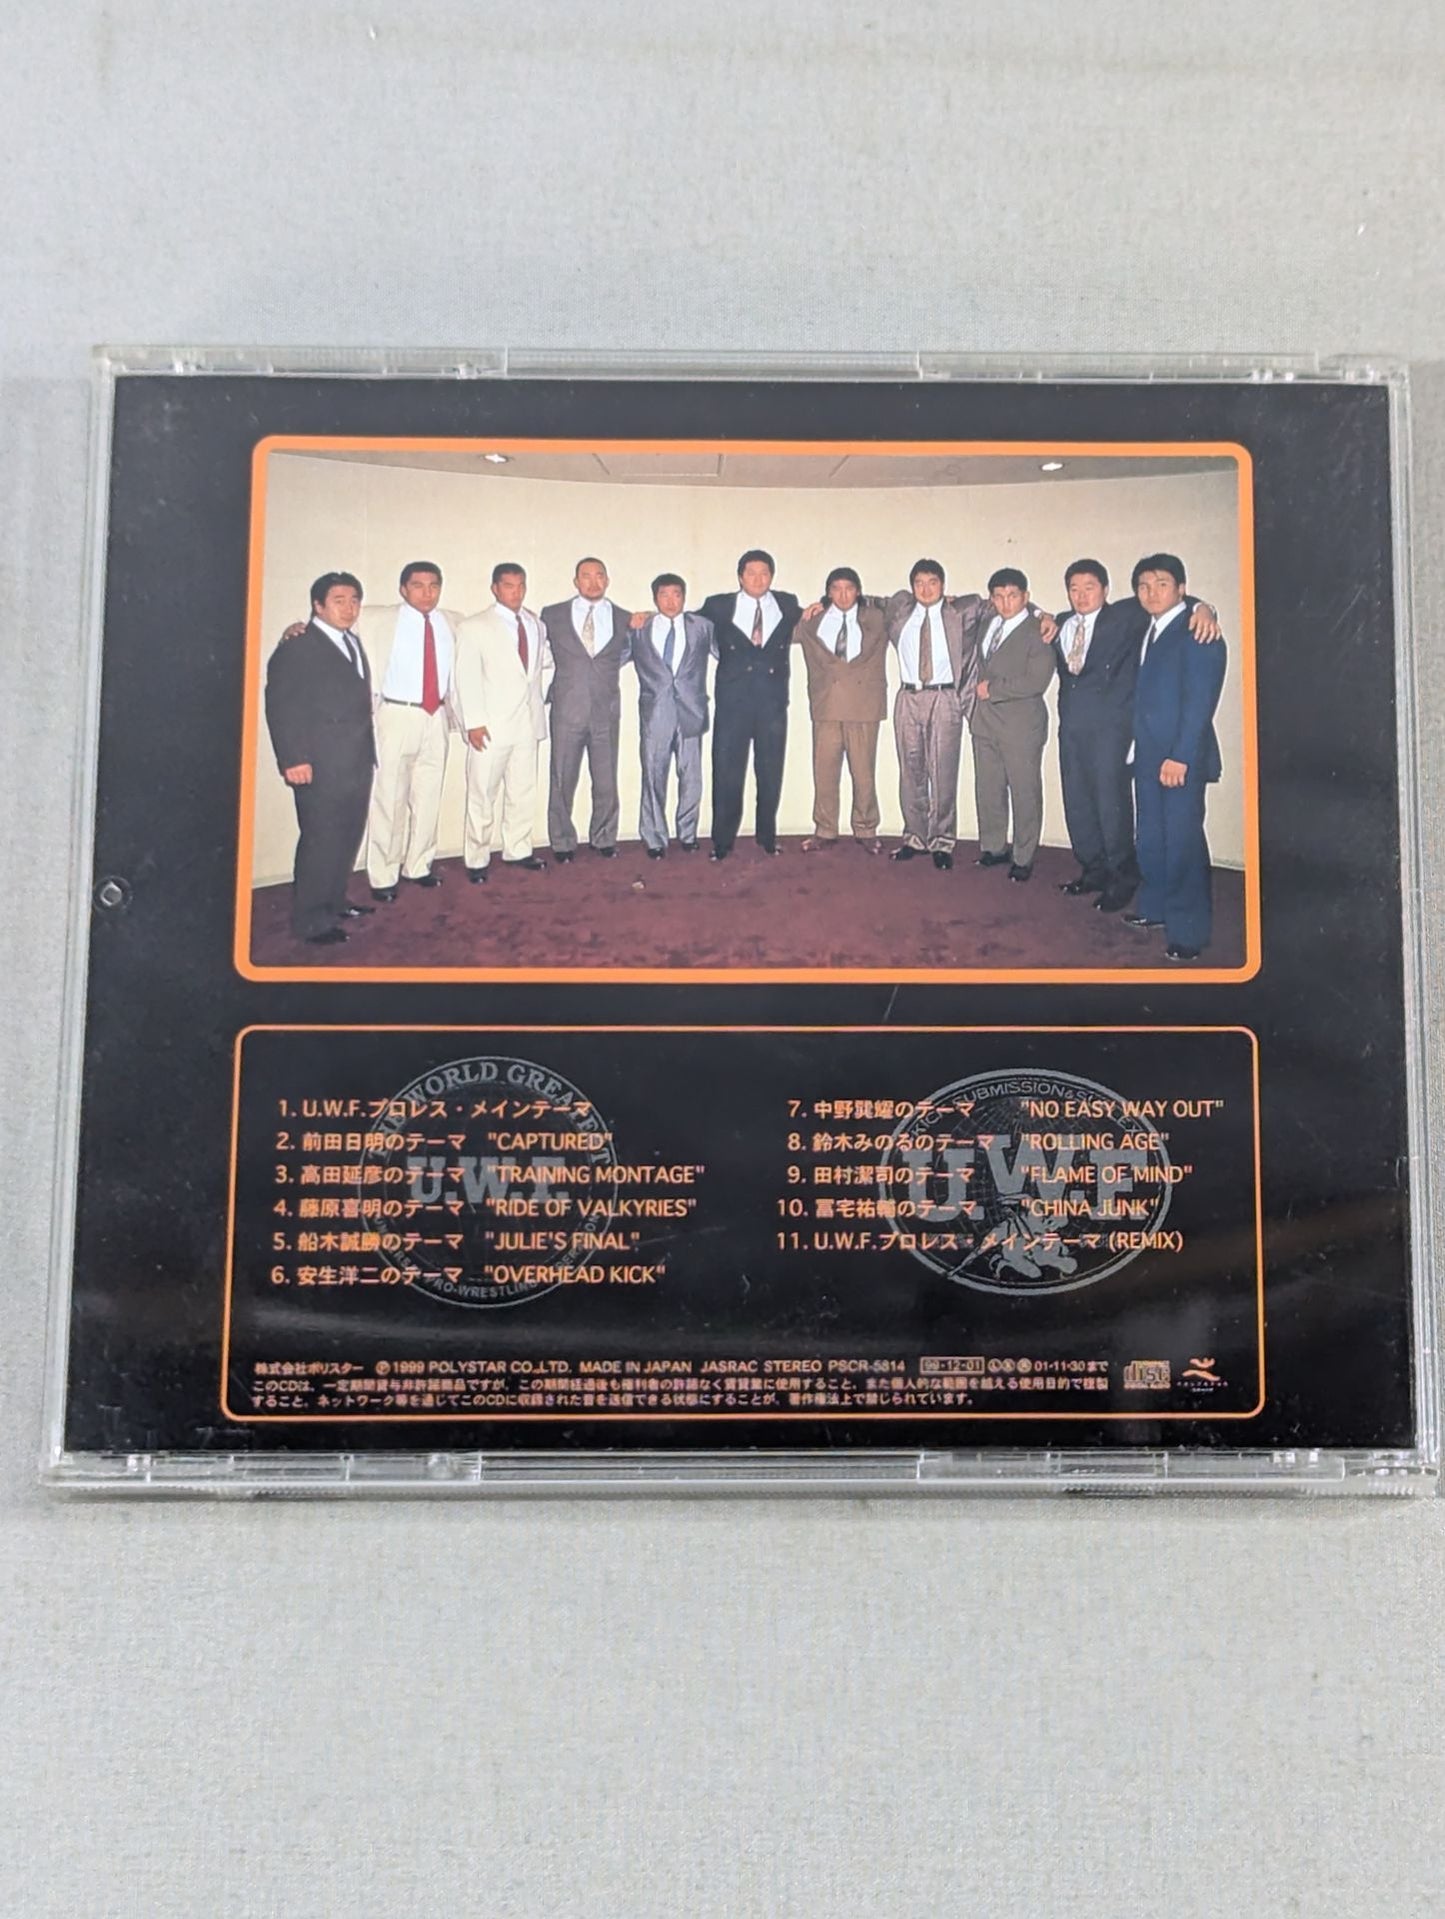 1. U.W.F.プロレス・メインテーマ
2. 前田日明のテーマ "CAPTURED"
3. 高田延彦のテーマ "TRAINING MONTAGE"
4. 藤原喜明のテーマ "RIDE OF VALKYRIES"
5. 船木誠勝のテーマ "JULIE'S FINAL"
6. 安生洋二のテーマ "OVERHEAD KICK"
7. 中野巽耀のテーマ "NO EASY WAY OUT"
8. 鈴木みのるのテーマ "ROLLING AGE"
9. 田村潔司のテーマ "FLAME OF MIND"
10. 冨宅祐輔のテーマ "CHINA JUNK"
11. U.W.F.プロレス・メインテーマ (REMIX)
WORLD GREATEST
U.W.F.
PRO-WRESTLING
SUBMISSION &
U.W.F
株式会社ポリスター Ⓟ1999 POLYSTAR CO.,LTD. MADE IN JAPAN JASRAC STEREO PSCR-5814 99・12・01 01・11・30まで
このCDは、一定期間貸与非許諾商品ですが、この期間経過後も権利者の許諾なく賃貸業に使用すること、また個人的な範囲を越える使用目的で複製
すること、ネットワーク等を通じてこのCDに収録された音を送信できる状態にすることが、著作権法上で禁じられています。
disc
DIGITAL AUDIO